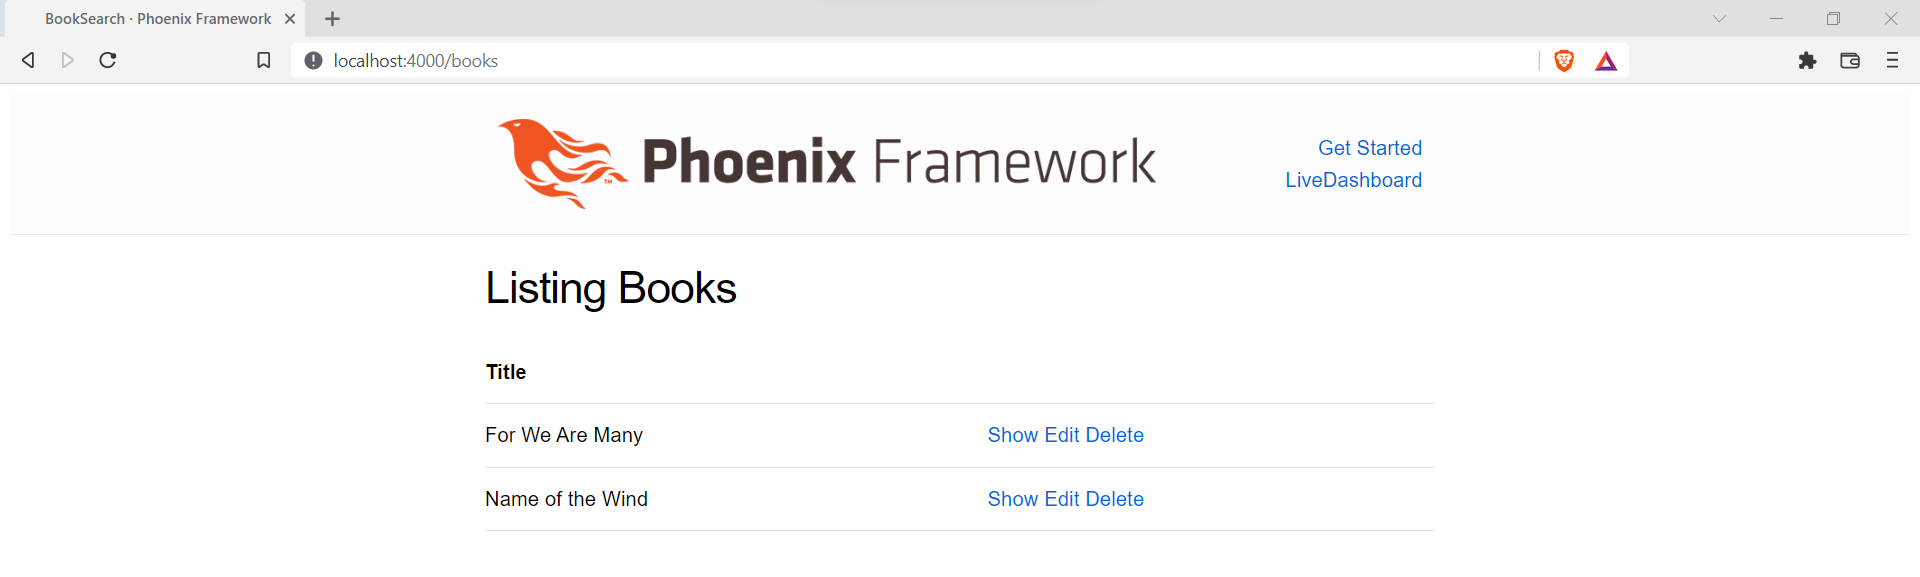 BookSearch · Phoenix Framework
localhost:4000/books
Phoenix Framework
TM
Get Started
LiveDashboard
Listing Books
Title
For We Are Many Show Edit Delete
Name of the Wind Show Edit Delete